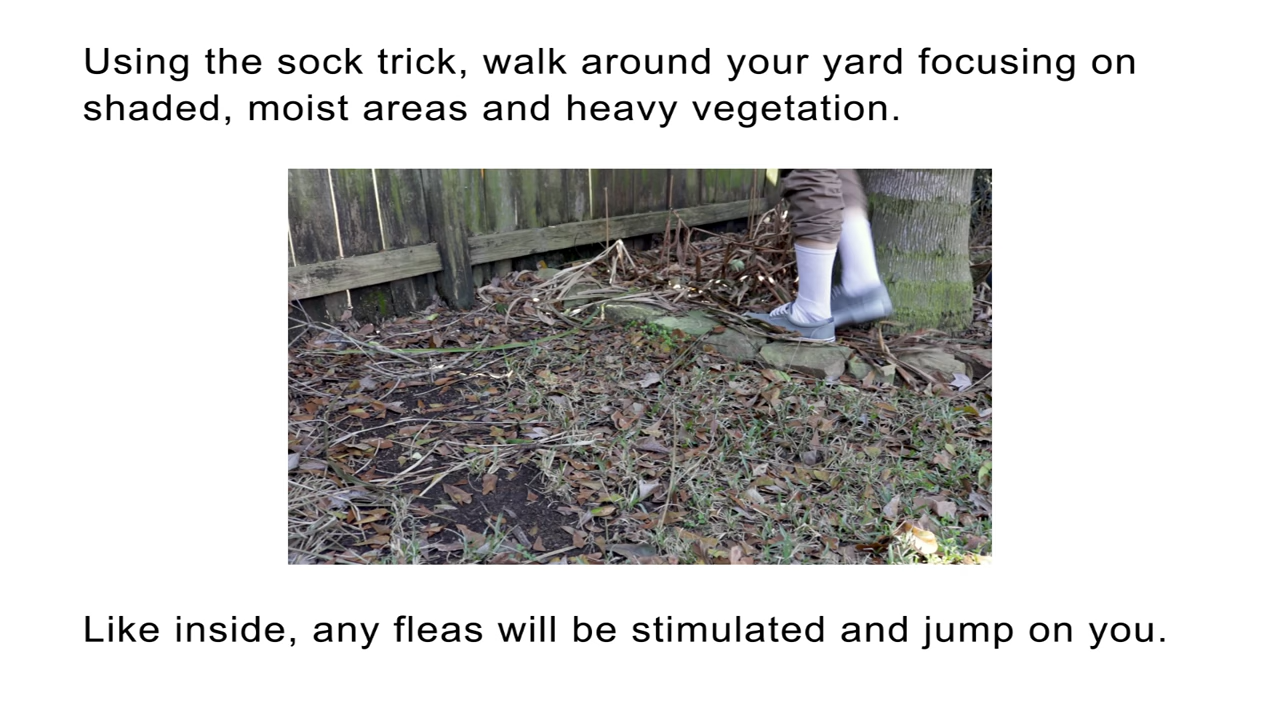 Using the sock trick, walk around your yard focusing on
shaded, moist areas and heavy vegetation.
Like inside, any fleas will be stimulated and jump on you.